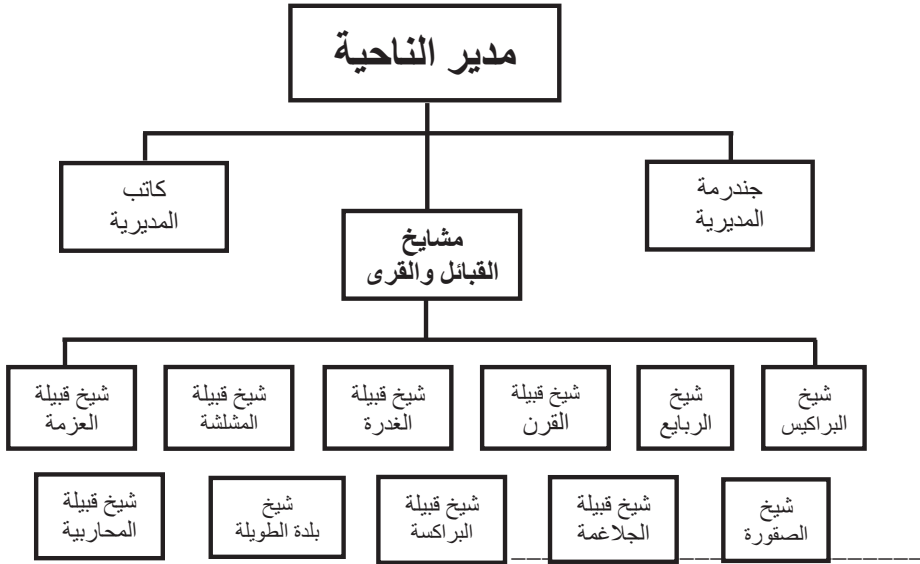 مدير الناحية
جندرمة
المديرية
كاتب
المديرية
مشايخ
القبائل والقرى
شيخ
البراكيس
شيخ
الربايع
شيخ قبيلة
القرن
شيخ قبيلة
الغدرة
شيخ قبيلة
المشلشة
شيخ قبيلة
العزمة
شيخ
الصقورة
شيخ قبيلة
الجلاغمة
شيخ قبيلة
البراكسة
شيخ
بلدة الطويلة
شيخ قبيلة
المحاربية